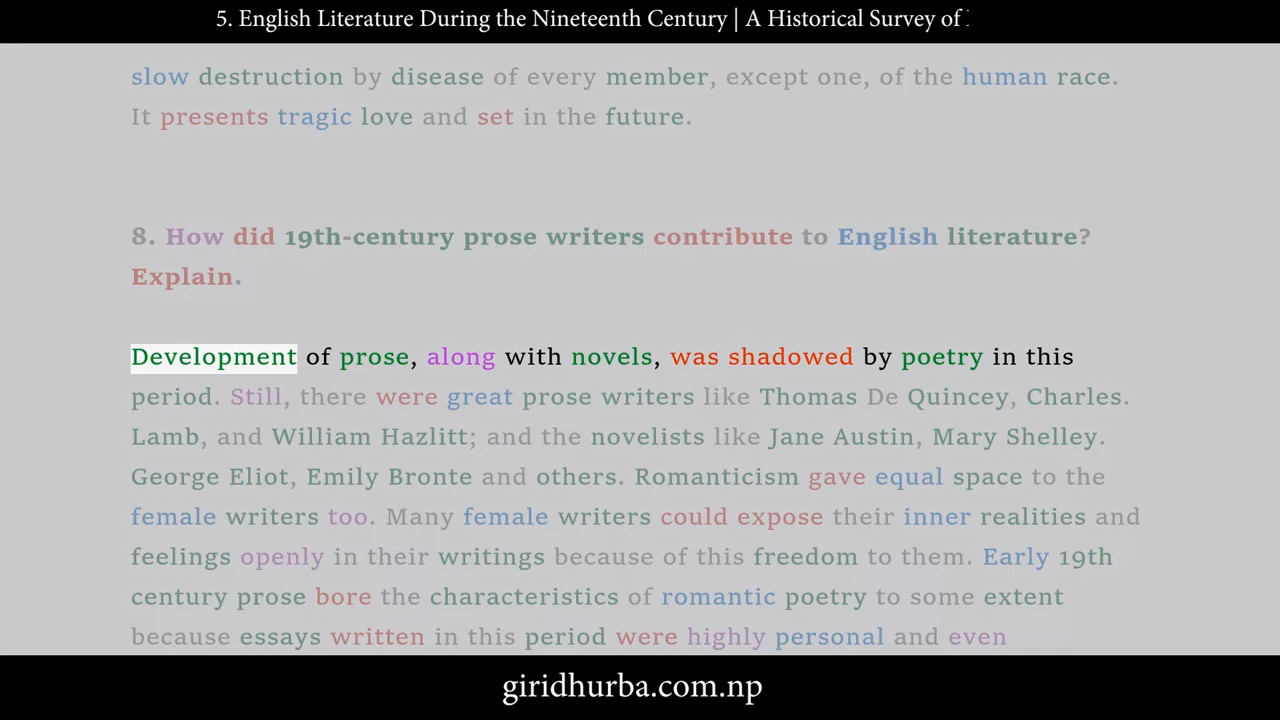 5. English Literature During the Nineteenth Century | A Historical Survey of
slow destruction by disease of every member, except one, of the human race.
It presents tragic love and set in the future.
8. How did 19th-century prose writers contribute to English literature?
Explain.
Development of prose, along with novels, was shadowed by poetry in this
period. Still, there were great prose writers like Thomas De Quincey, Charles.
Lamb, and William Hazlitt; and the novelists like Jane Austin, Mary Shelley.
George Eliot, Emily Bronte and others. Romanticism gave equal space to the
female writers too. Many female writers could expose their inner realities and
feelings openly in their writings because of this freedom to them. Early 19th
century prose bore the characteristics of romantic poetry to some extent
because essays written in this period were highly personal and even
giridhurba.com.np